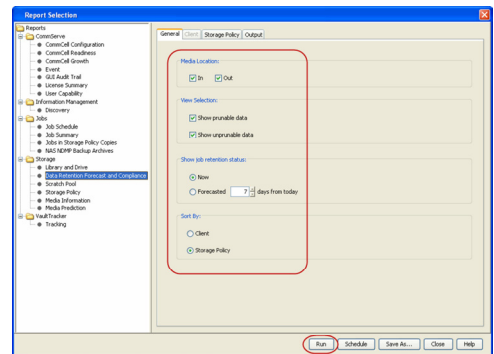 Report Selection
Reports
CommServe
CommCell Configuration
CommCell Readiness
CommCell Growth
Event
GUI Audit Trail
License Summary
User Capability
Information Management
Discovery
Jobs
Job Schedule
Job Summary
Jobs in Storage Policy Copies
NAS NDMP Backup Archives
Storage
Library and Drive
Data Retention Forecast and Compliance
Scratch Pool
Storage Policy
Media Information
Media Prediction
VaultTracker
Tracking
General Client Storage Policy Output
Media Location:
In Out
View Selection:
Show prunable data
Show unprunable data
Show job retention status:
Now
Forecasted 7 days from today
Sort By:
Client
Storage Policy
Run Schedule Save As... Close Help